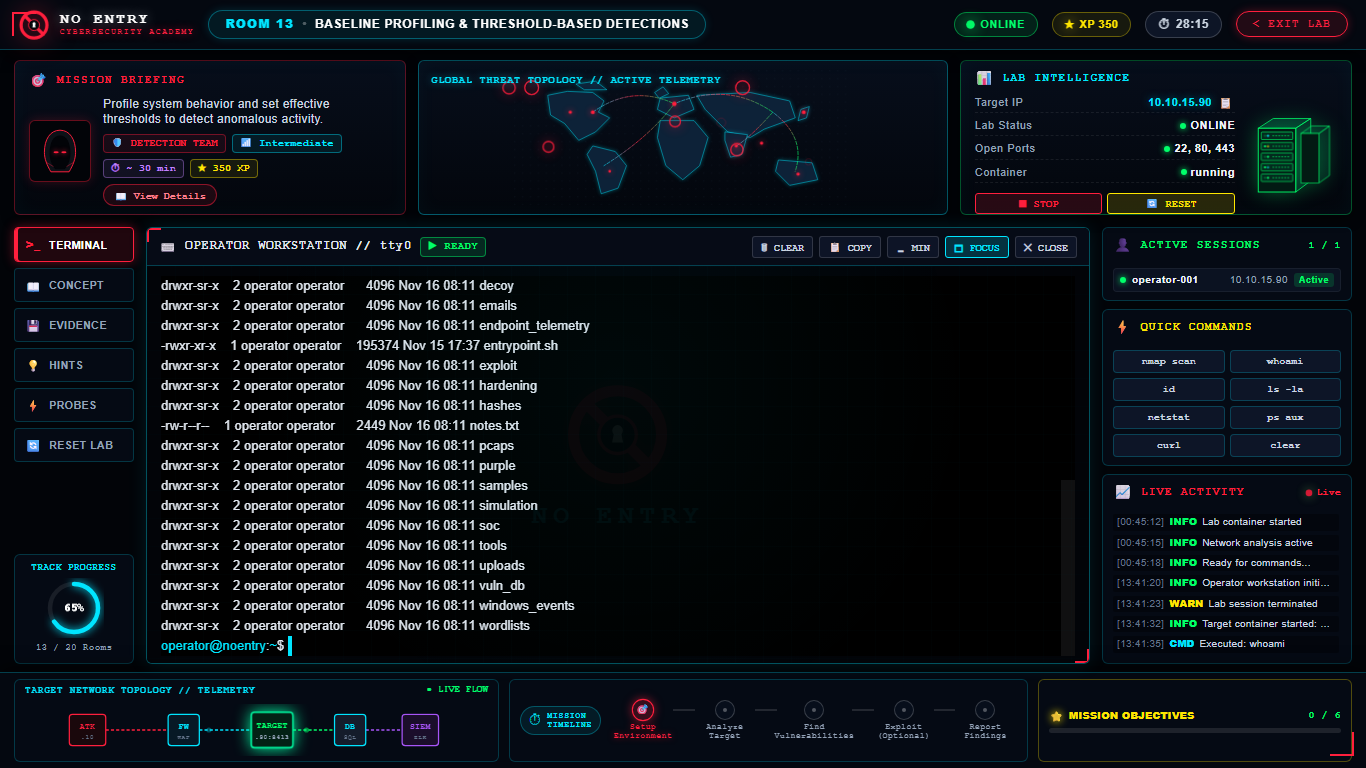 NO ENTRY
CYBERSECURITY ACADEMY
ROOM 13 • BASELINE PROFILING & THRESHOLD-BASED DETECTIONS
ONLINE
XP 350
28:15
< EXIT LAB
MISSION BRIEFING
Profile system behavior and set effective
thresholds to detect anomalous activity.
DETECTION TEAM
Intermediate
~ 30 min
350 XP
View Details
GLOBAL THREAT TOPOLOGY // ACTIVE TELEMETRY
LAB INTELLIGENCE
Target IP 10.10.15.90
Lab Status ONLINE
Open Ports 22, 80, 443
Container running
STOP
RESET
>_ TERMINAL
CONCEPT
EVIDENCE
HINTS
PROBES
RESET LAB
TRACK PROGRESS
65%
13 / 20 Rooms
OPERATOR WORKSTATION // tty0
READY
CLEAR
COPY
MIN
FOCUS
CLOSE
drwxr-sr-x 2 operator operator 4096 Nov 16 08:11 decoy
drwxr-sr-x 2 operator operator 4096 Nov 16 08:11 emails
drwxr-sr-x 2 operator operator 4096 Nov 16 08:11 endpoint_telemetry
-rwxr-xr-x 1 operator operator 195374 Nov 15 17:37 entrypoint.sh
drwxr-sr-x 2 operator operator 4096 Nov 16 08:11 exploit
drwxr-sr-x 2 operator operator 4096 Nov 16 08:11 hardening
drwxr-sr-x 2 operator operator 4096 Nov 16 08:11 hashes
-rw-r--r-- 1 operator operator 2449 Nov 16 08:11 notes.txt
drwxr-sr-x 2 operator operator 4096 Nov 16 08:11 pcaps
drwxr-sr-x 2 operator operator 4096 Nov 16 08:11 purple
drwxr-sr-x 2 operator operator 4096 Nov 16 08:11 samples
drwxr-sr-x 2 operator operator 4096 Nov 16 08:11 simulation
drwxr-sr-x 2 operator operator 4096 Nov 16 08:11 soc
drwxr-sr-x 2 operator operator 4096 Nov 16 08:11 tools
drwxr-sr-x 2 operator operator 4096 Nov 16 08:11 uploads
drwxr-sr-x 2 operator operator 4096 Nov 16 08:11 vuln_db
drwxr-sr-x 2 operator operator 4096 Nov 16 08:11 windows_events
drwxr-sr-x 2 operator operator 4096 Nov 16 08:11 wordlists
operator@noentry:~$
NO ENTRY
ACTIVE SESSIONS 1 / 1
operator-001 10.10.15.90 Active
QUICK COMMANDS
nmap scan
whoami
id
ls -la
netstat
ps aux
curl
clear
LIVE ACTIVITY
Live
[00:45:12] INFO Lab container started
[00:45:15] INFO Network analysis active
[00:45:18] INFO Ready for commands...
[13:41:20] INFO Operator workstation initi...
[13:41:23] WARN Lab session terminated
[13:41:32] INFO Target container started: ...
[13:41:35] CMD Executed: whoami
TARGET NETWORK TOPOLOGY // TELEMETRY
LIVE FLOW
ATK
.10
FW
TARGET
.90:8413
DB
SQL
SIEM
MISSION
TIMELINE
Setup
Environment
Analyze
Target
Find
Vulnerabilities
Exploit
(Optional)
Report
Findings
MISSION OBJECTIVES
0 / 6